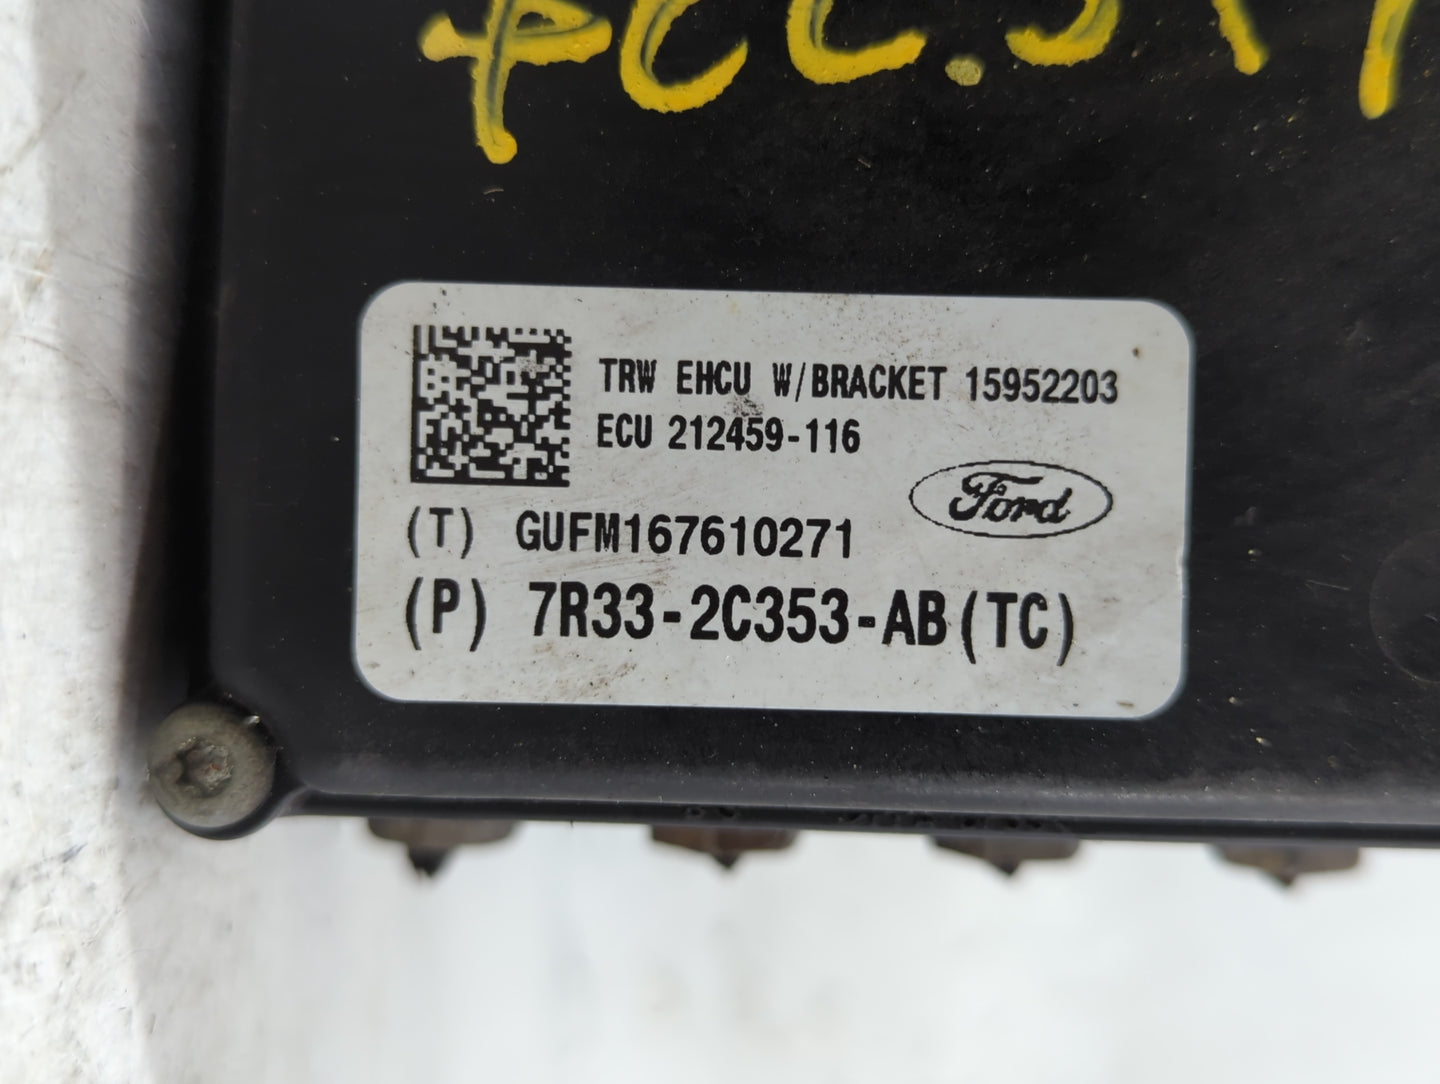 TRW EHCU W/BRACKET 15952203
ECU 212459-116
Ford
(T) GUFM167610271
(P) 7R33-2C353-AB(TC)